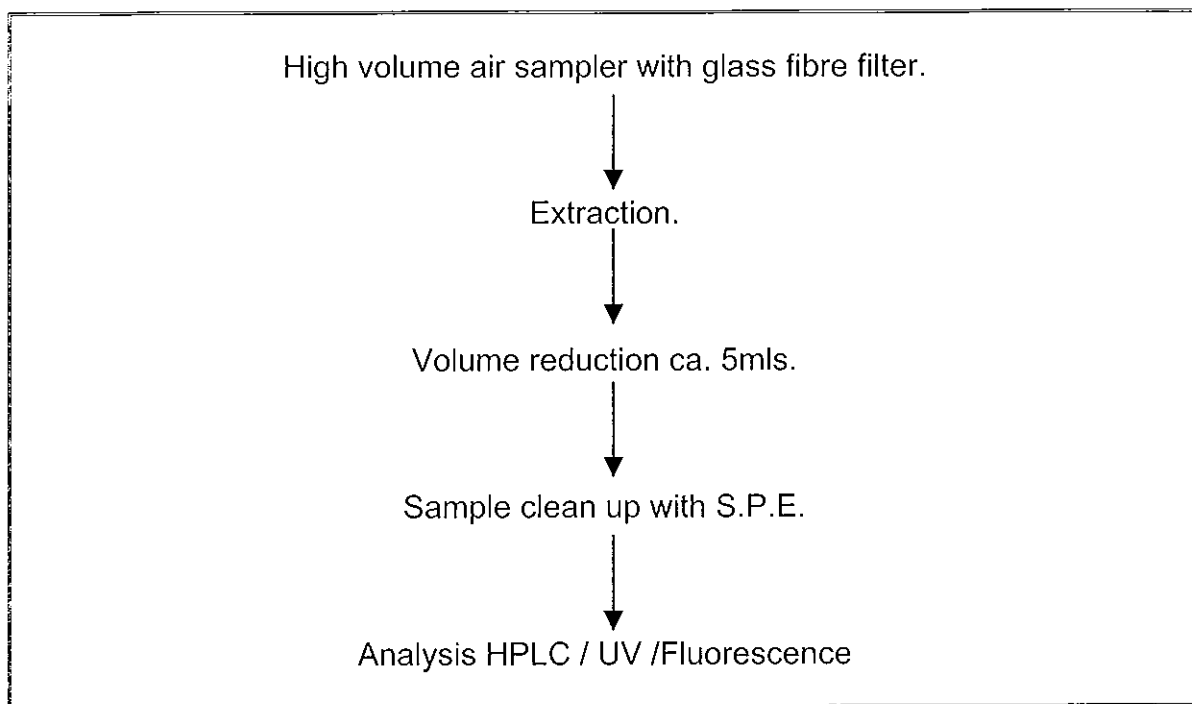 High volume air sampler with glass fibre filter.
Extraction.
Volume reduction ca. 5mls.
Sample clean up with S.P.E.
Analysis HPLC / UV /Fluorescence